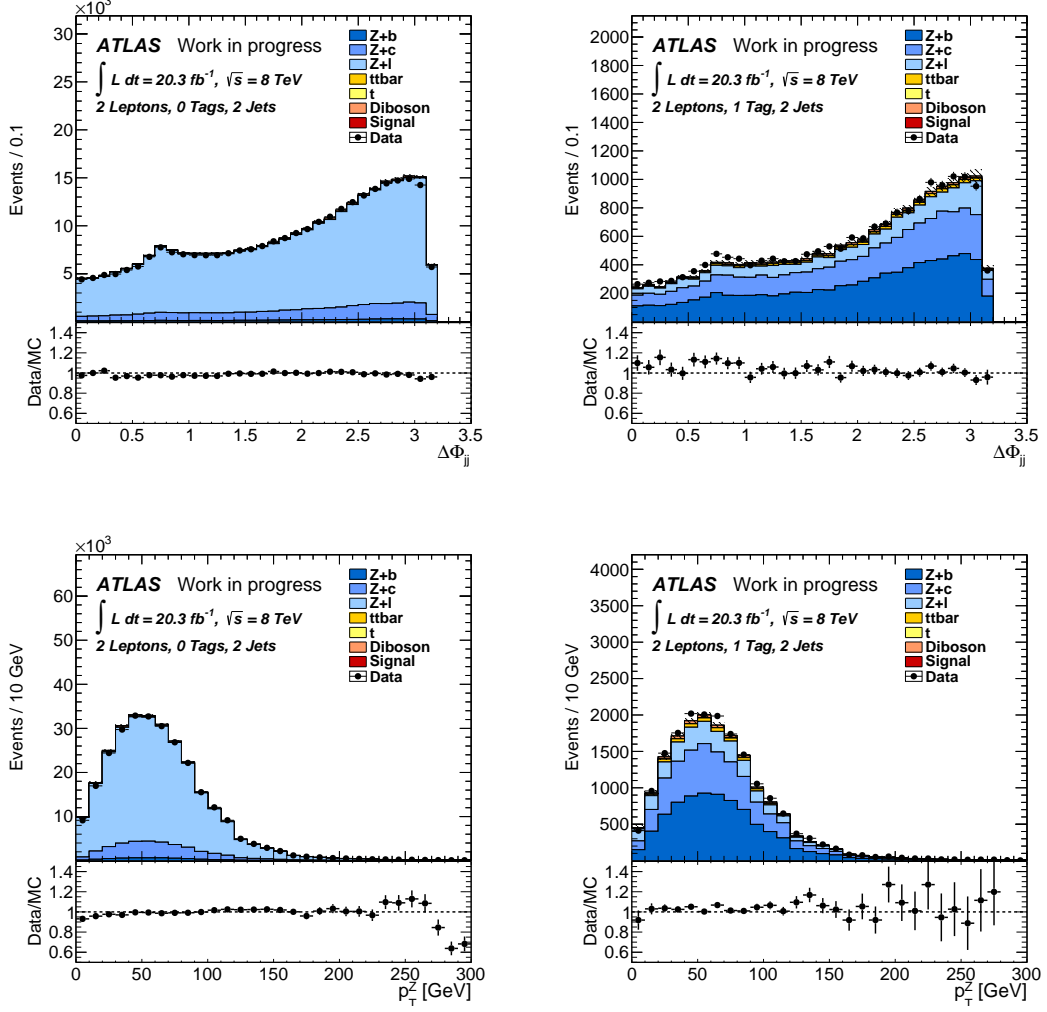 ×10³
30
25
20
15
10
5
Events / 0.1
ATLAS Work in progress
∫ L dt = 20.3 fb⁻¹, √s = 8 TeV
2 Leptons, 0 Tags, 2 Jets
Z+b
Z+c
Z+l
ttbar
t
Diboson
Signal
Data
1.4
1.2
1
0.8
0.6
Data/MC
0 0.5 1 1.5 2 2.5 3 3.5
ΔΦjj
2000
1800
1600
1400
1200
1000
800
600
400
200
Events / 0.1
ATLAS Work in progress
∫ L dt = 20.3 fb⁻¹, √s = 8 TeV
2 Leptons, 1 Tag, 2 Jets
Z+b
Z+c
Z+l
ttbar
t
Diboson
Signal
Data
1.4
1.2
1
0.8
0.6
Data/MC
0 0.5 1 1.5 2 2.5 3 3.5
ΔΦjj
×10³
60
50
40
30
20
10
Events / 10 GeV
ATLAS Work in progress
∫ L dt = 20.3 fb⁻¹, √s = 8 TeV
2 Leptons, 0 Tags, 2 Jets
Z+b
Z+c
Z+l
ttbar
t
Diboson
Signal
Data
1.4
1.2
1
0.8
0.6
Data/MC
0 50 100 150 200 250 300
p_T^Z [GeV]
4000
3500
3000
2500
2000
1500
1000
500
Events / 10 GeV
ATLAS Work in progress
∫ L dt = 20.3 fb⁻¹, √s = 8 TeV
2 Leptons, 1 Tag, 2 Jets
Z+b
Z+c
Z+l
ttbar
t
Diboson
Signal
Data
1.4
1.2
1
0.8
0.6
Data/MC
0 50 100 150 200 250 300
p_T^Z [GeV]